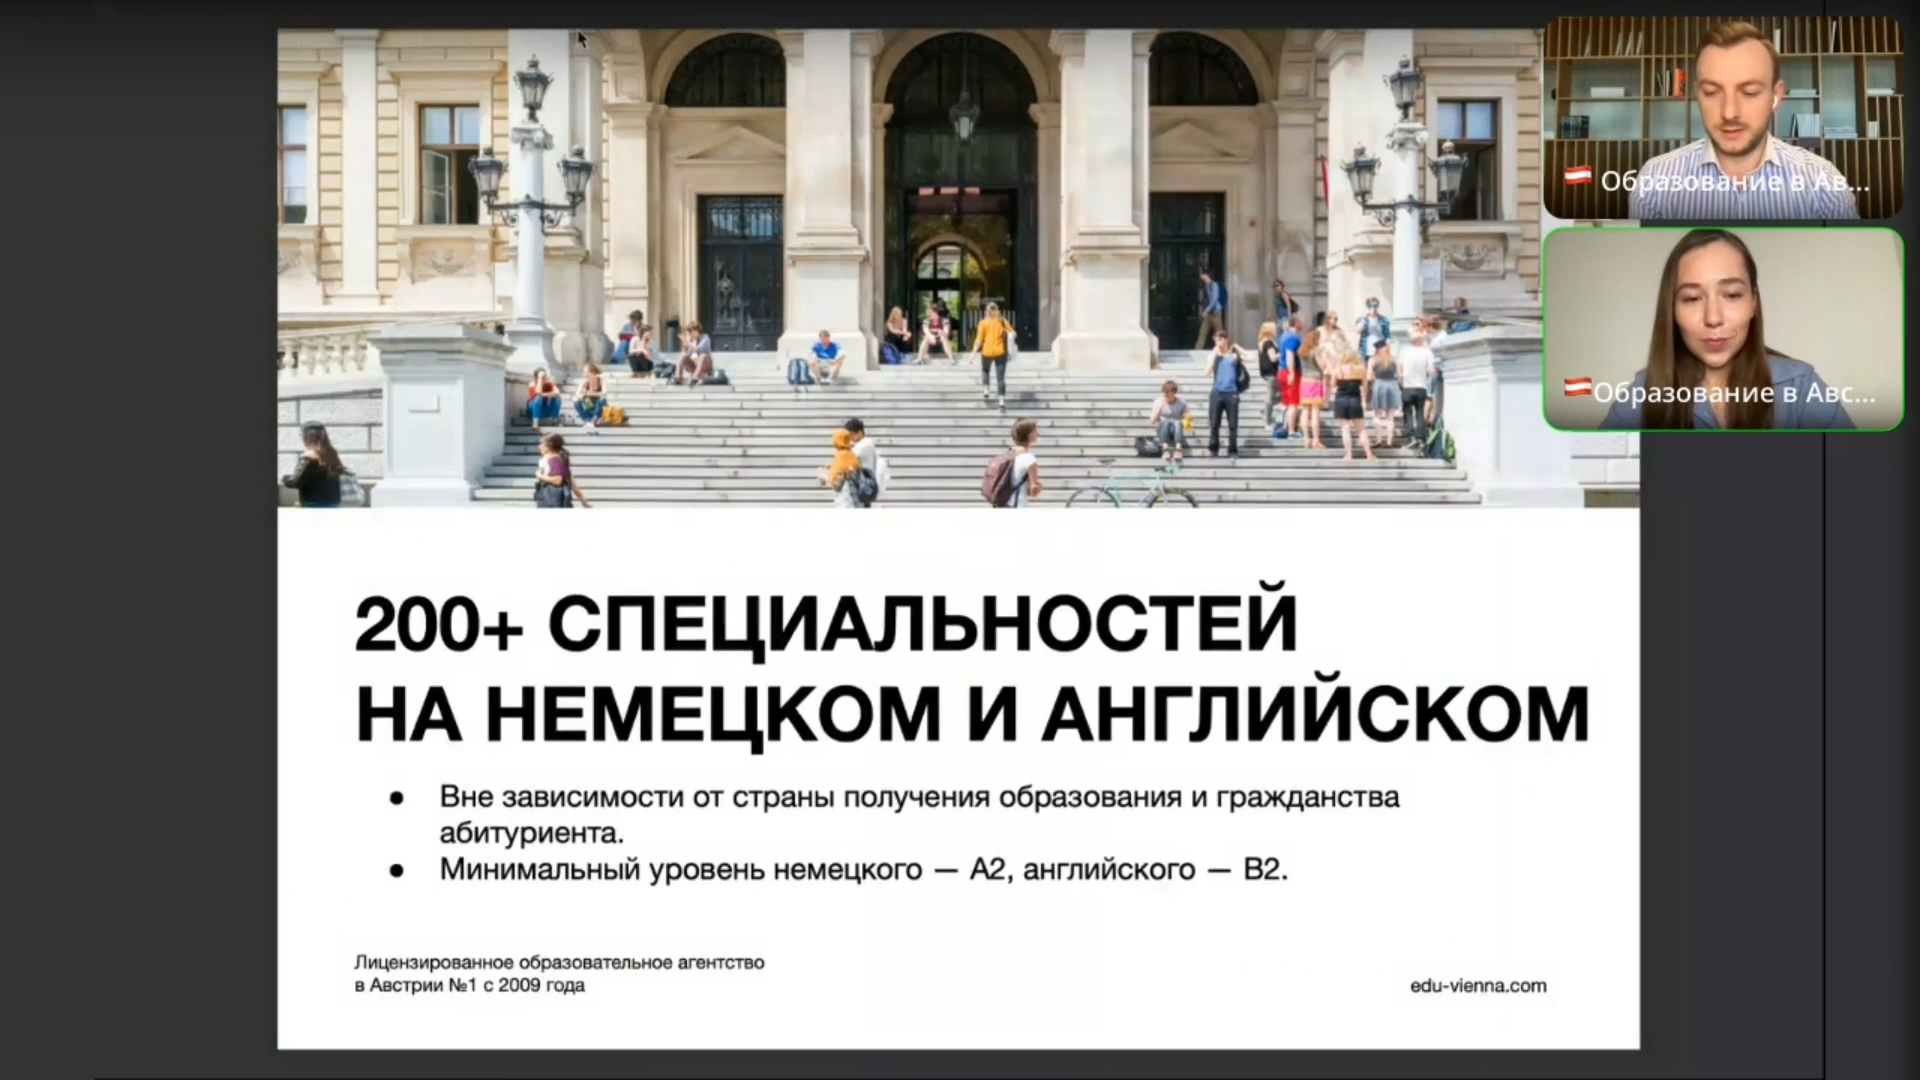 Образование в Ав...
Образование в Авс...
200+ СПЕЦИАЛЬНОСТЕЙ
НА НЕМЕЦКОМ И АНГЛИЙСКОМ
● Вне зависимости от страны получения образования и гражданства
абитуриента.
● Минимальный уровень немецкого — А2, английского — B2.
Лицензированное образовательное агентство
в Австрии №1 с 2009 года
edu-vienna.com